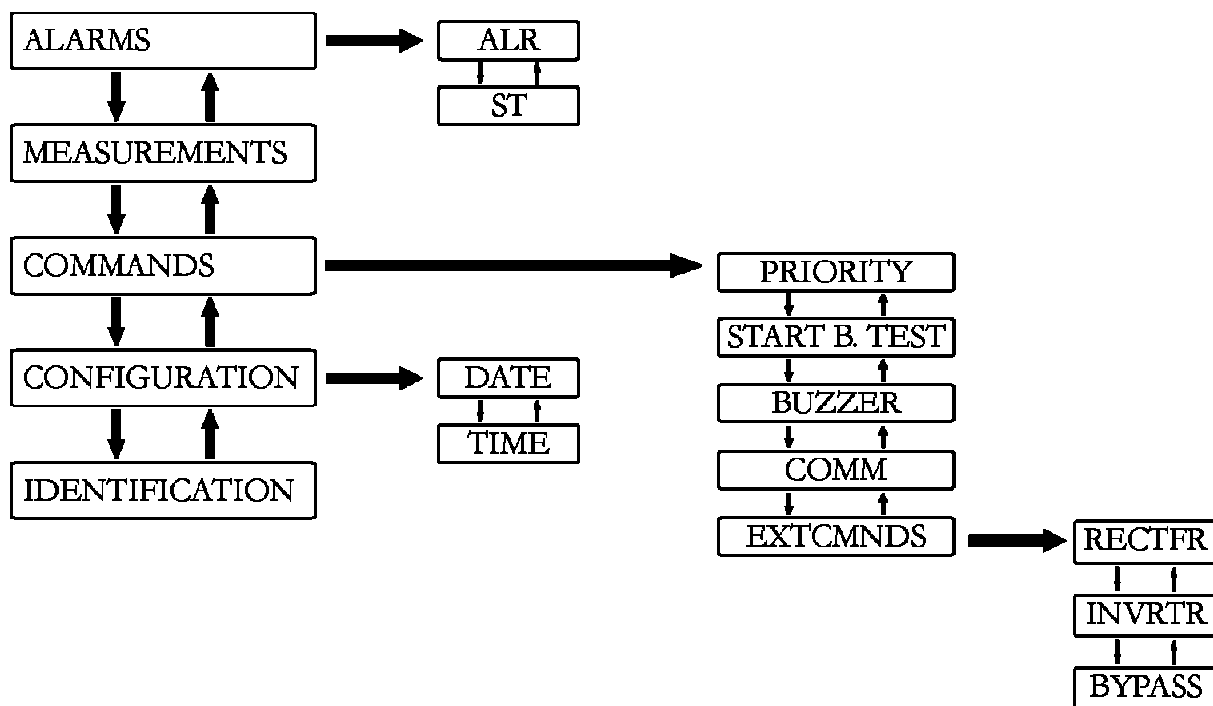 ALARMS
ALR
ST
MEASUREMENTS
COMMANDS
PRIORITY
START B. TEST
BUZZER
COMM
EXTCMNDS
RECTFR
INVRTR
BYPASS
CONFIGURATION
DATE
TIME
IDENTIFICATION